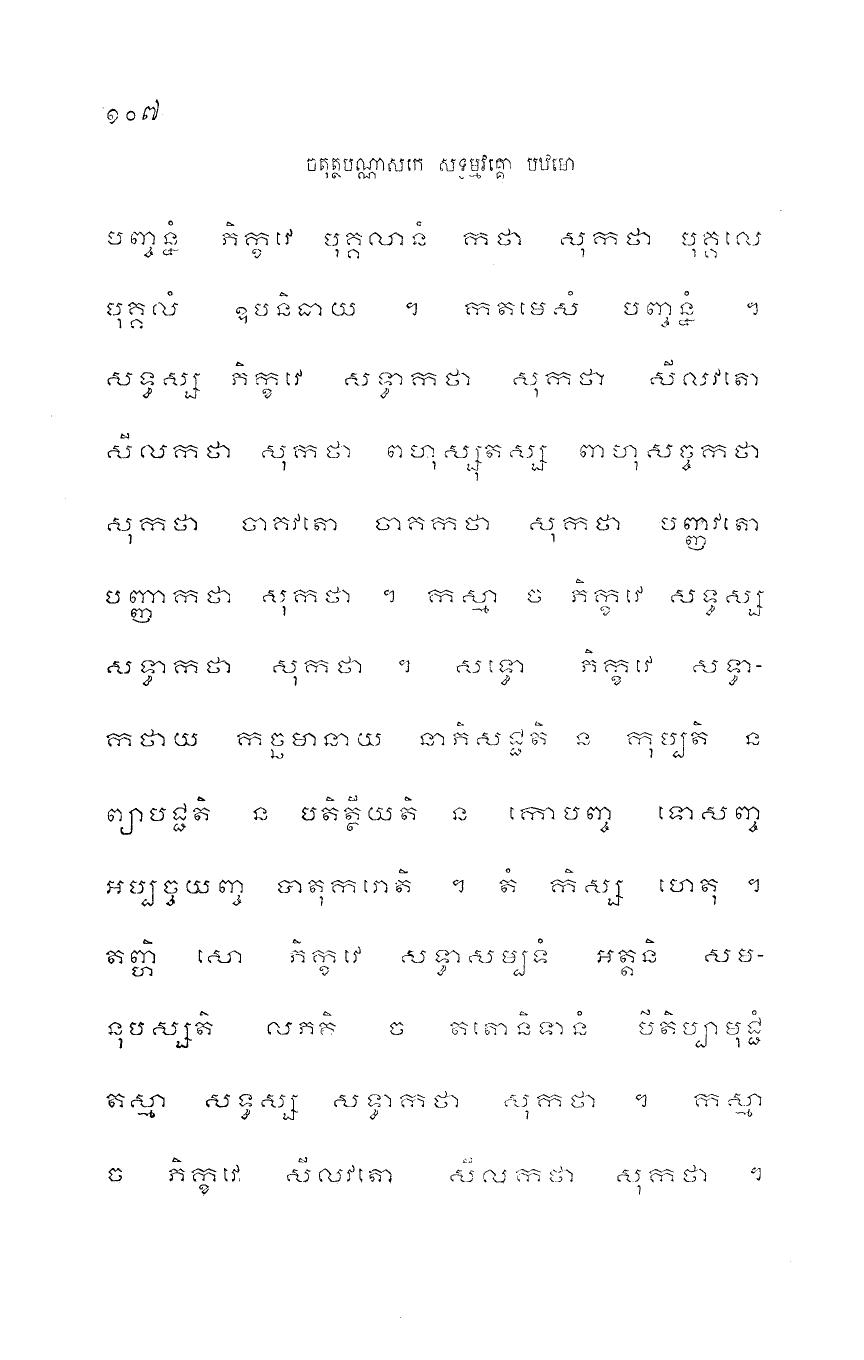 ១០៧
ចតុត្ថបណ្ណាសកេ សទ្ធម្មវគ្គោ បឋមោ
បញ្ចន្នំ ភិក្ខវេ បុគ្គលានំ កថា សុកថា បុគ្គលេ
បុគ្គលំ ឧបនិធាយ ។ កតមេសំ បញ្ចន្នំ ។
សទ្ធស្ស ភិក្ខវេ សទ្ធាកថា សុកថា សីលវតោ
សីលកថា សុកថា ពហុស្សុតស្ស ពាហុសច្ចកថា
សុកថា ចាគវតោ ចាគកថា សុកថា បញ្ញវតោ
បញ្ញាកថា សុកថា ។ កស្មា ច ភិក្ខវេ សទ្ធស្ស
សទ្ធាកថា សុកថា ។ សទ្ធោ ភិក្ខវេ សទ្ធា-
កថាយ កច្ឆមានាយ នាភិសជ្ជតិ ន កុប្បតិ ន
ព្យាបជ្ជតិ ន បតិត្ថីយតិ ន កោបញ្ច ទោសញ្ច
អប្បច្ចយញ្ច បាតុករោតិ ។ តំ កិស្ស ហេតុ ។
តញ្ហិ សោ ភិក្ខវេ សទ្ធាសម្បទំ អត្តនិ សម-
នុបស្សតិ លភតិ ច តតោនិទានំ បីតិប្បាមុជ្ជំ
តស្មា សទ្ធស្ស សទ្ធាកថា សុកថា ។ កស្មា
ច ភិក្ខវេ សីលវតោ សីលកថា សុកថា ។